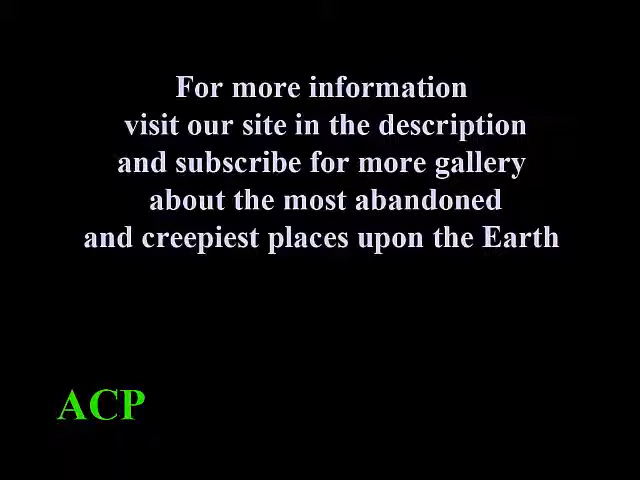 For more information
visit our site in the description
and subscribe for more gallery
about the most abandoned
and creepiest places upon the Earth
ACP